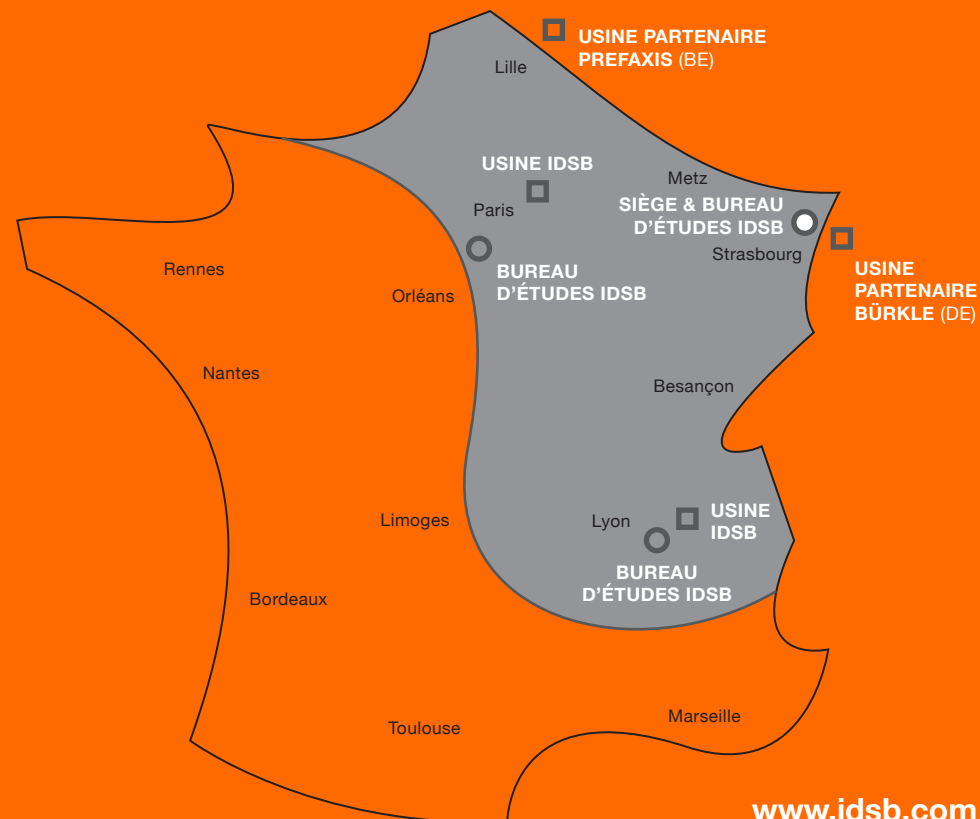 USINE PARTENAIRE
PREFAXIS (BE)
Lille
USINE IDSB
Metz
Paris
SIÈGE & BUREAU
D’ÉTUDES IDSB
Strasbourg
Rennes
BUREAU
D’ÉTUDES IDSB
USINE
PARTENAIRE
BÜRKLE (DE)
Orléans
Nantes
Besançon
Limoges
Lyon
USINE
IDSB
BUREAU
D’ÉTUDES IDSB
Bordeaux
Marseille
Toulouse
www.idsb.com